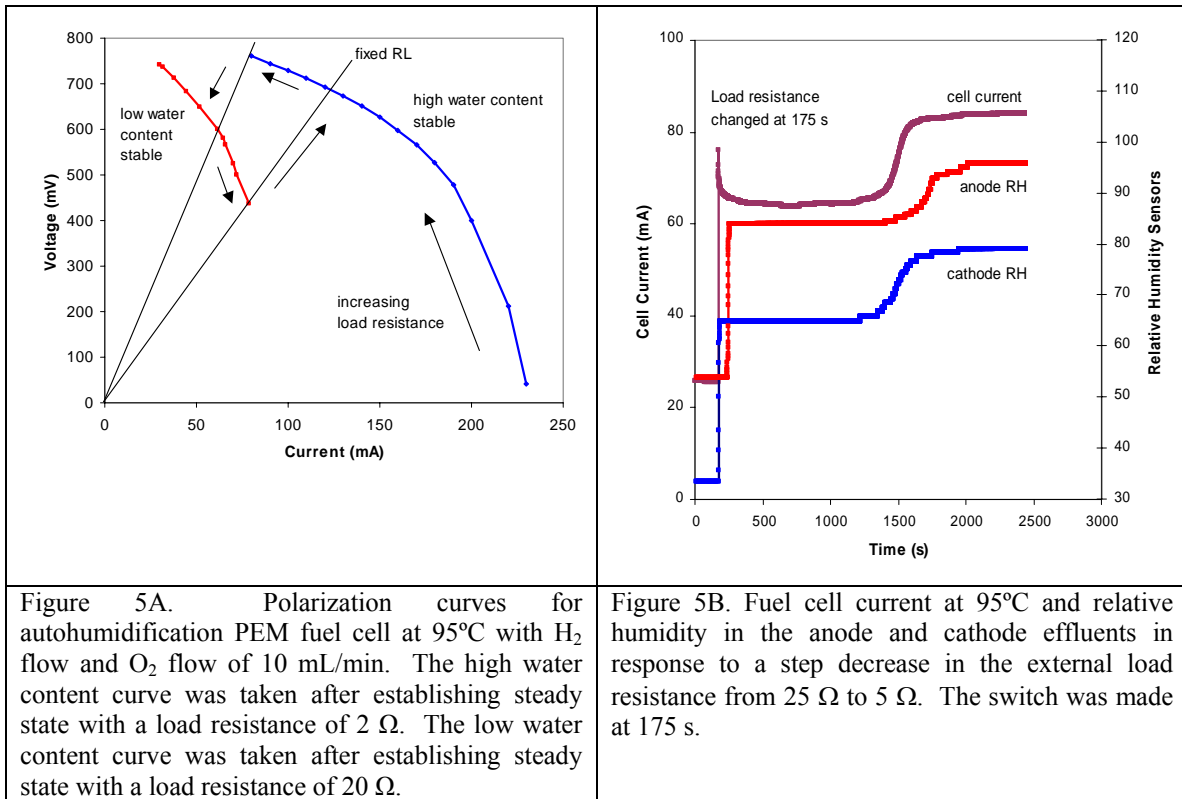 800
700
600
500
400
300
200
100
0
Voltage (mV)
0
50
100
150
200
250
Current (mA)
fixed RL
low water
content
stable
high water content
stable
increasing
load resistance
100
80
60
40
20
0
Cell Current (mA)
120
110
100
90
80
70
60
50
40
30
Relative Humidity Sensors
0
500
1000
1500
2000
2500
3000
Time (s)
Load resistance
changed at 175 s
cell current
anode RH
cathode RH
Figure 5A. Polarization curves for
autohumidification PEM fuel cell at 95ºC with H₂
flow and O₂ flow of 10 mL/min. The high water
content curve was taken after establishing steady
state with a load resistance of 2 Ω. The low water
content curve was taken after establishing steady
state with a load resistance of 20 Ω.
Figure 5B. Fuel cell current at 95ºC and relative
humidity in the anode and cathode effluents in
response to a step decrease in the external load
resistance from 25 Ω to 5 Ω. The switch was made
at 175 s.